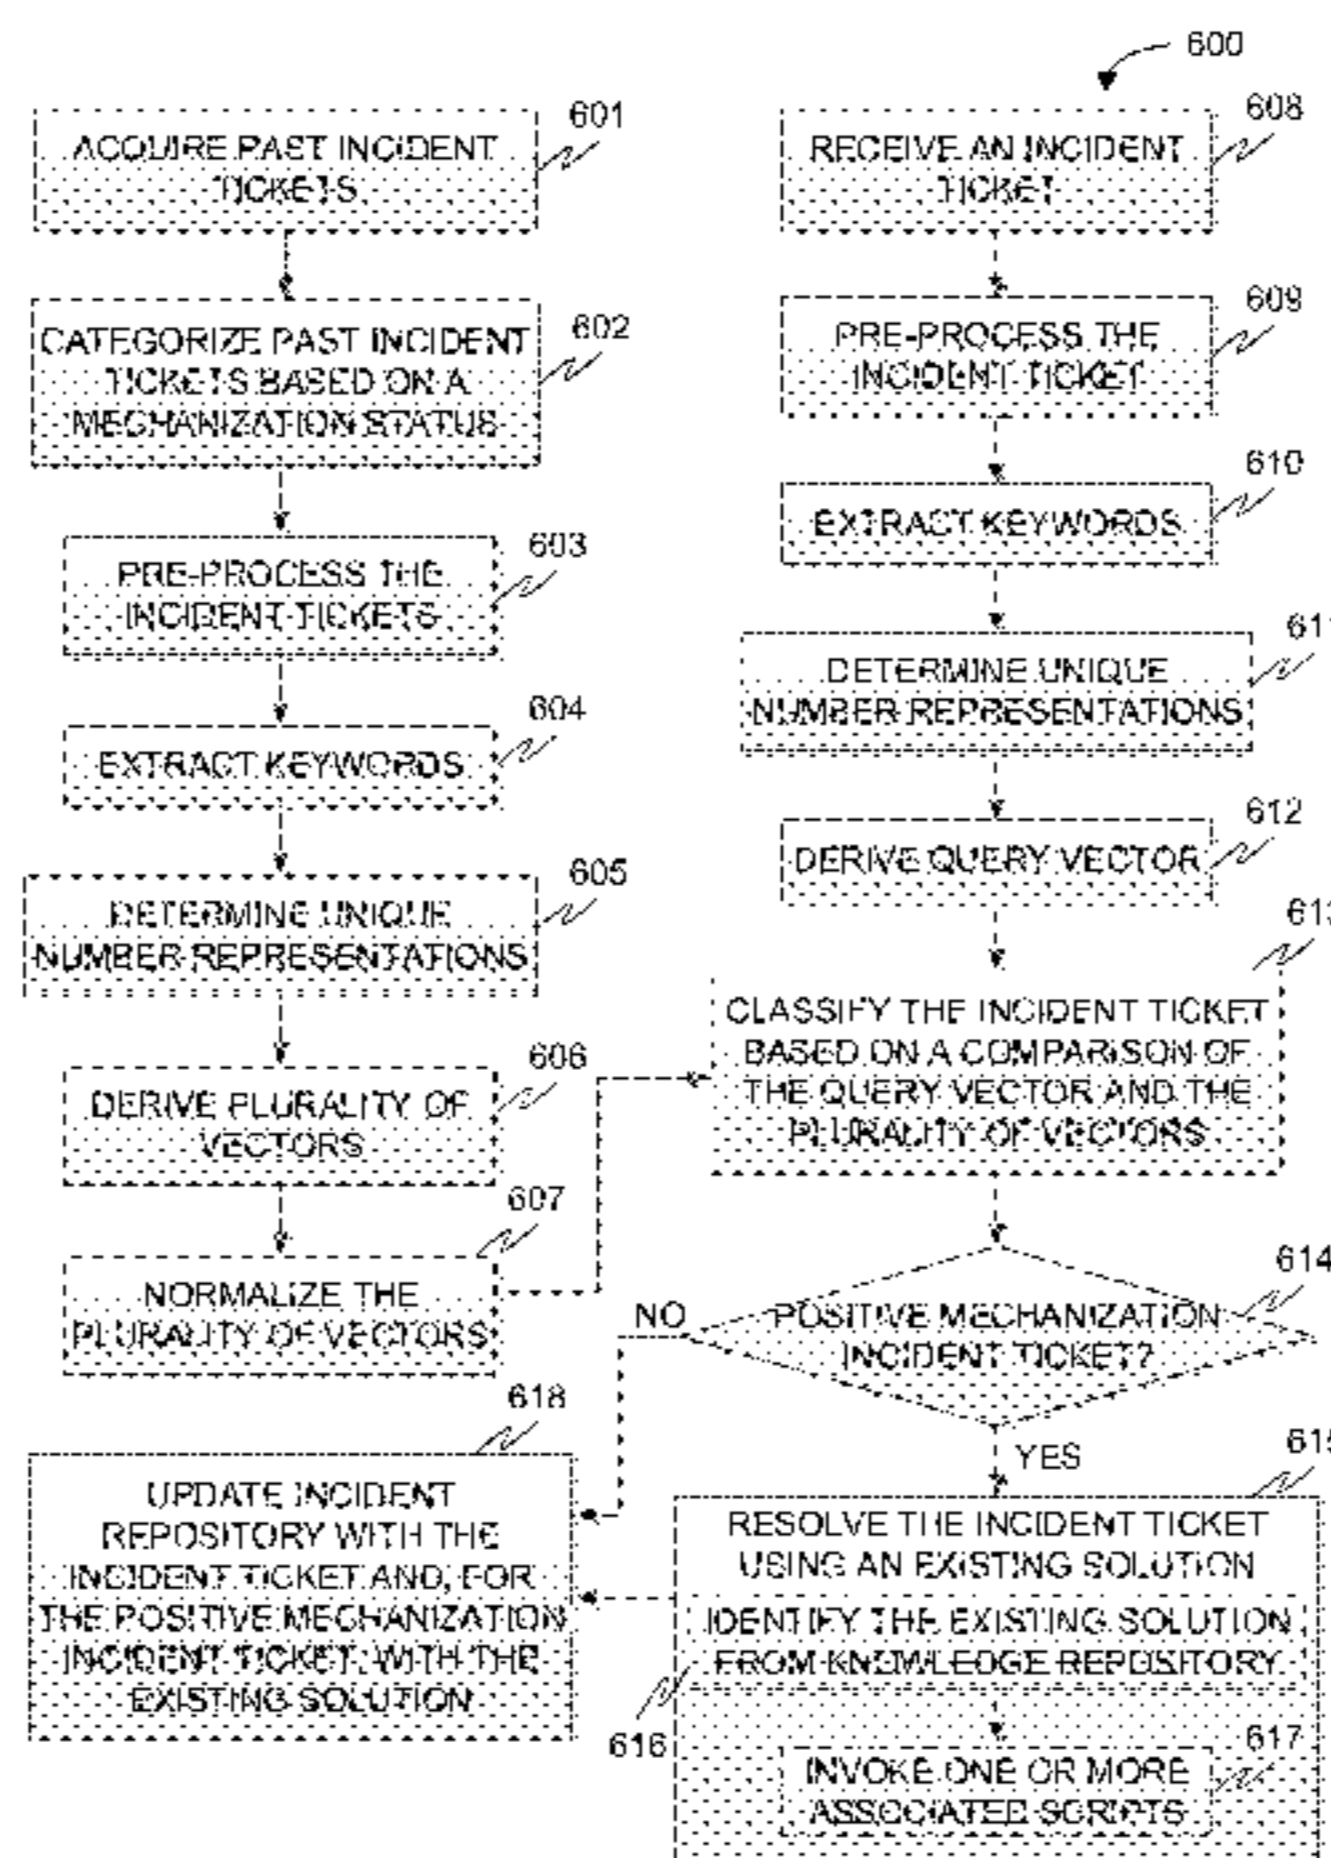 600
601
ACQUIRE PAST INCIDENT
TICKETS
602
CATEGORIZE PAST INCIDENT
TICKETS BASED ON A
MECHANIZATION STATUS
603
PRE-PROCESS THE
INCIDENT TICKETS
604
EXTRACT KEYWORDS
605
DETERMINE UNIQUE
NUMBER REPRESENTATIONS
606
DERIVE PLURALITY OF
VECTORS
607
NORMALIZE THE
PLURALITY OF VECTORS
618
UPDATE INCIDENT
REPOSITORY WITH THE
INCIDENT TICKET AND, FOR
THE POSITIVE MECHANIZATION
INCIDENT TICKET, WITH THE
EXISTING SOLUTION
608
RECEIVE AN INCIDENT
TICKET
609
PRE-PROCESS THE
INCIDENT TICKET
610
EXTRACT KEYWORDS
611
DETERMINE UNIQUE
NUMBER REPRESENTATIONS
612
DERIVE QUERY VECTOR
613
CLASSIFY THE INCIDENT TICKET
BASED ON A COMPARISON OF
THE QUERY VECTOR AND THE
PLURALITY OF VECTORS
614
NO
POSITIVE MECHANIZATION
INCIDENT TICKET?
YES
615
RESOLVE THE INCIDENT TICKET
USING AN EXISTING SOLUTION
IDENTIFY THE EXISTING SOLUTION
FROM KNOWLEDGE REPOSITORY
616
617
INVOKE ONE OR MORE
ASSOCIATED SCRIPTS